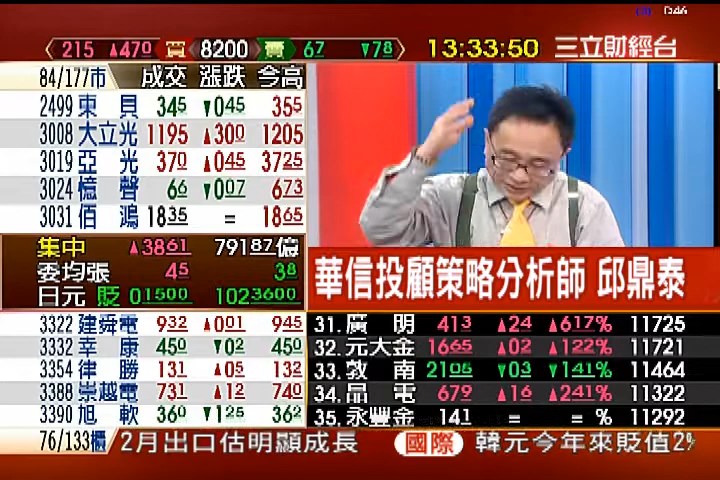 215 ▲470 買 8200 賣 67 ▼78 13:33:50 三立財經台
84/177市 成交 漲跌 今高
2499 東貝 345 ▼045 355
3008 大立光 1195 ▲300 1205
3019 亞光 370 ▲045 3725
3024 憶聲 66 ▼007 673
3031 佰鴻 1835 = 1865
集中 ▲3861 79187億
委均張 45 38
日元 貶 01500 1023600
華信投顧策略分析師 邱鼎泰
3322 建舜電 932 ▲001 945
3332 幸康 450 ▼02 450
3354 律勝 131 ▲05 132
3388 崇越電 731 ▲12 740
3390 旭軟 360 ▼125 362
31. 廣明 413 ▲24 ▲617% 11725
32. 元大金 1665 ▲02 ▲122% 11721
33. 敦南 2105 ▼03 ▼141% 11464
34. 晶電 679 ▲16 ▲241% 11322
35. 永豐金 141 = = % 11292
76/133櫃 2月出口估明顯成長 國際 韓元今年來貶值2%